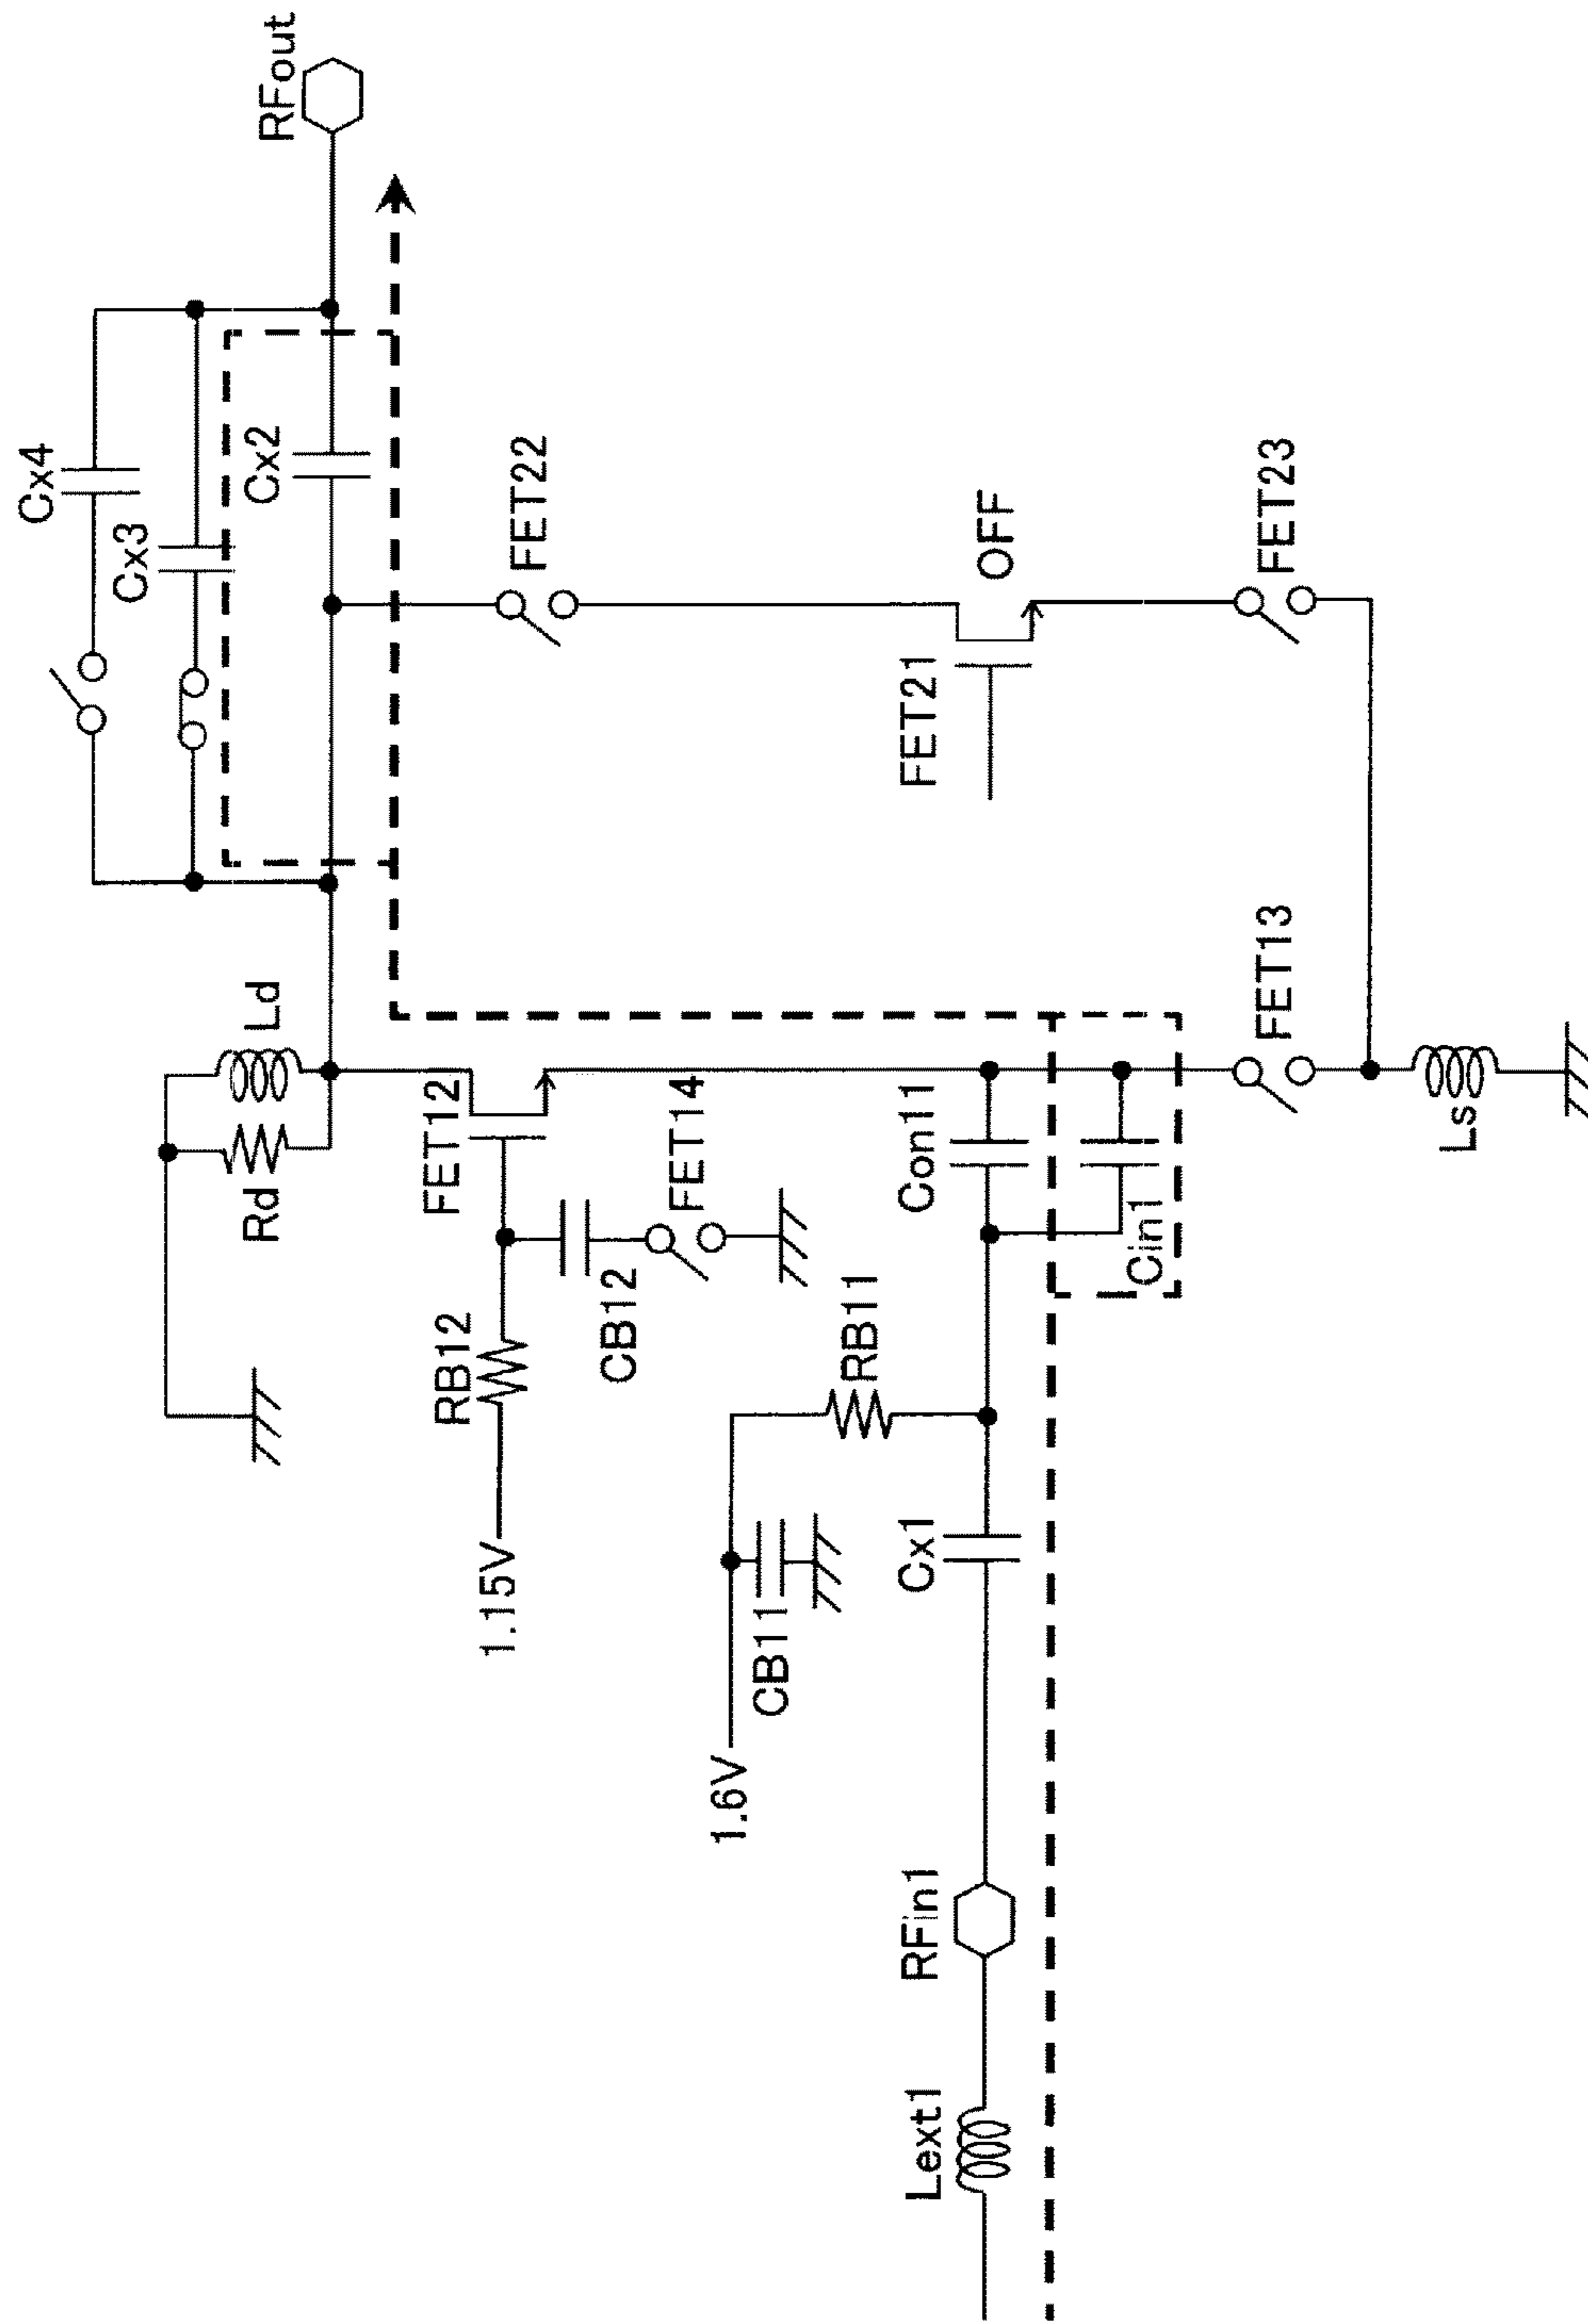 RFout
Cx4
Cx3
Cx2
FET22
OFF
FET21
FET23
Ld
Rd
FET12
FET14
CB12
RB12
1.15V
Con11
Cin1
FET13
Ls
RB11
CB11
1.6V
Cx1
RFin1
Lext1